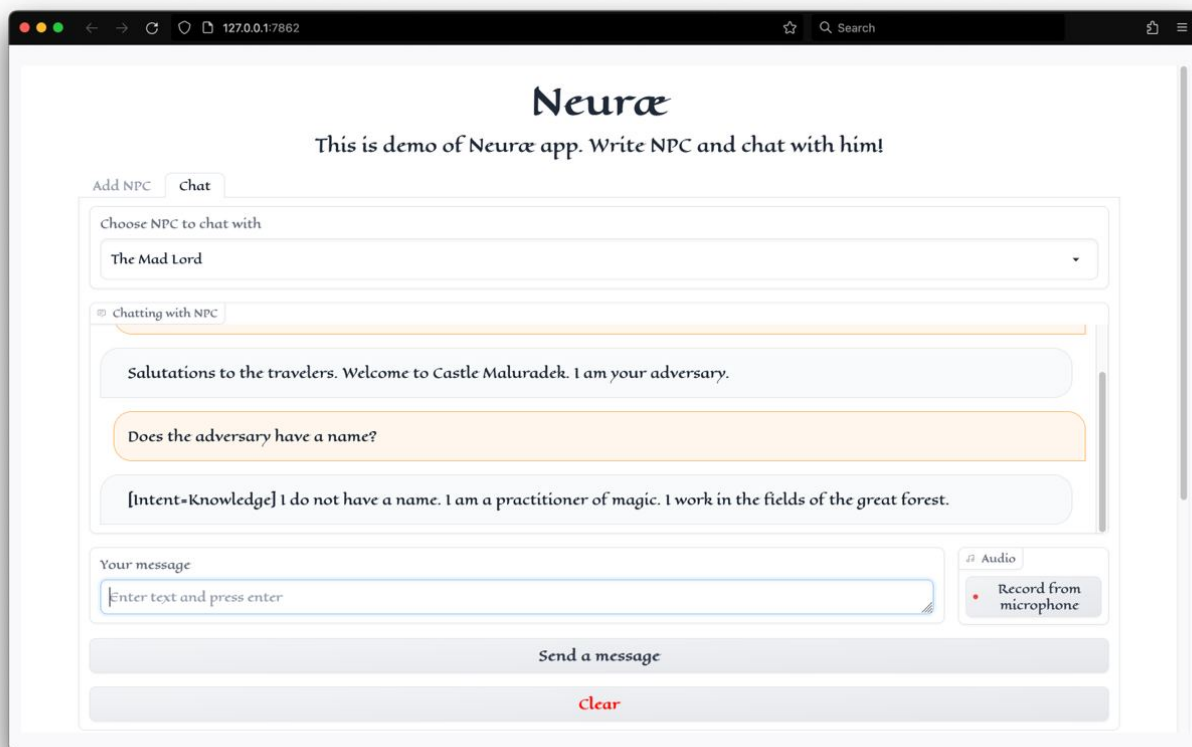 127.0.0.1:7862
Search
Neuræ
This is demo of Neuræ app. Write NPC and chat with him!
Add NPC
Chat
Choose NPC to chat with
The Mad Lord
Chatting with NPC
Salutations to the travelers. Welcome to Castle Maluradek. I am your adversary.
Does the adversary have a name?
[Intent=Knowledge] I do not have a name. I am a practitioner of magic. I work in the fields of the great forest.
Your message
Enter text and press enter
Audio
Record from
microphone
Send a message
Clear